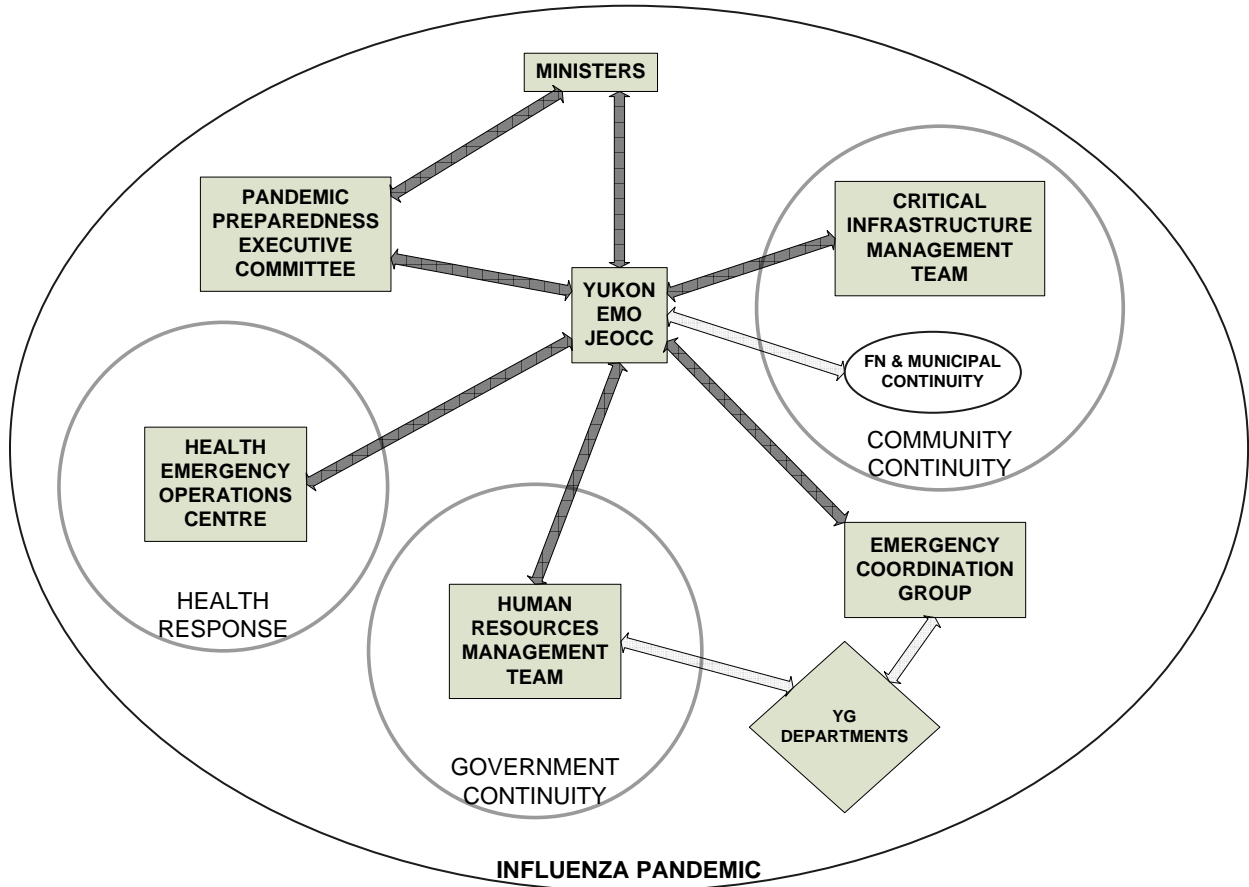 MINISTERS
PANDEMIC
PREPAREDNESS
EXECUTIVE
COMMITTEE
CRITICAL
INFRASTRUCTURE
MANAGEMENT
TEAM
YUKON
EMO
JEOCC
FN & MUNICIPAL
CONTINUITY
COMMUNITY
CONTINUITY
HEALTH
EMERGENCY
OPERATIONS
CENTRE
HEALTH
RESPONSE
EMERGENCY
COORDINATION
GROUP
HUMAN
RESOURCES
MANAGEMENT
TEAM
YG
DEPARTMENTS
GOVERNMENT
CONTINUITY
INFLUENZA PANDEMIC